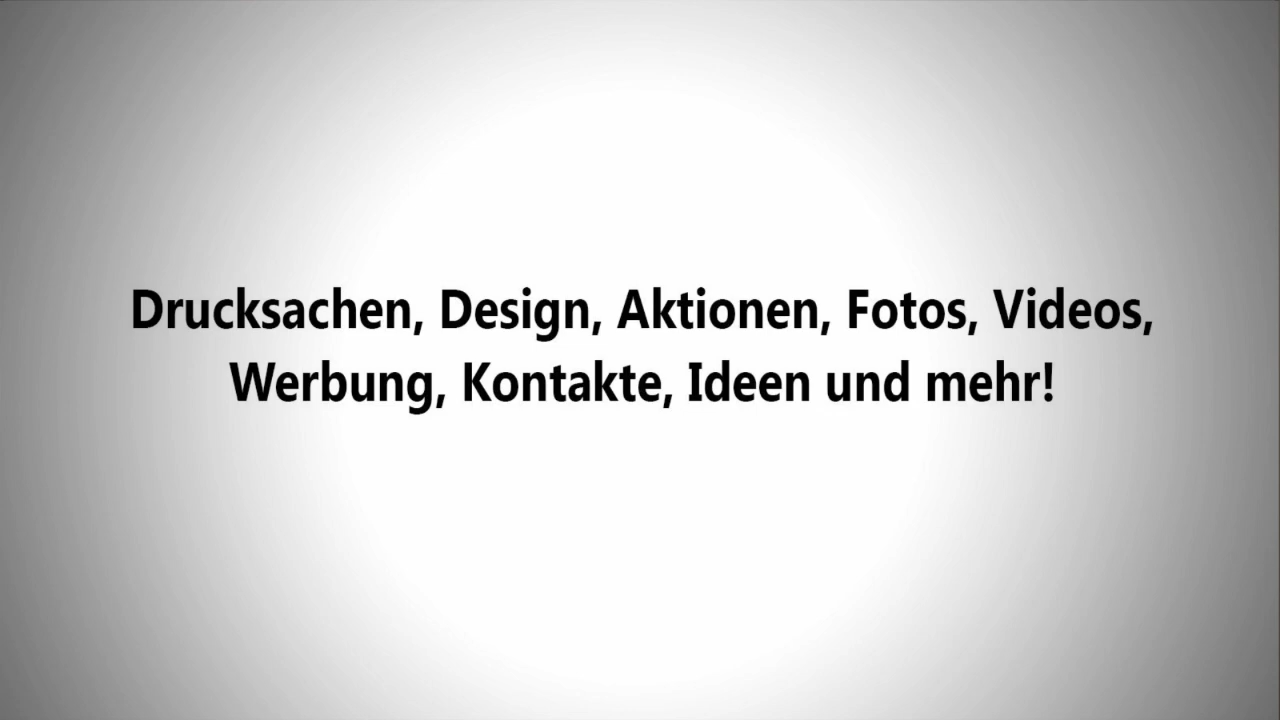 Drucksachen, Design, Aktionen, Fotos, Videos,
Werbung, Kontakte, Ideen und mehr!